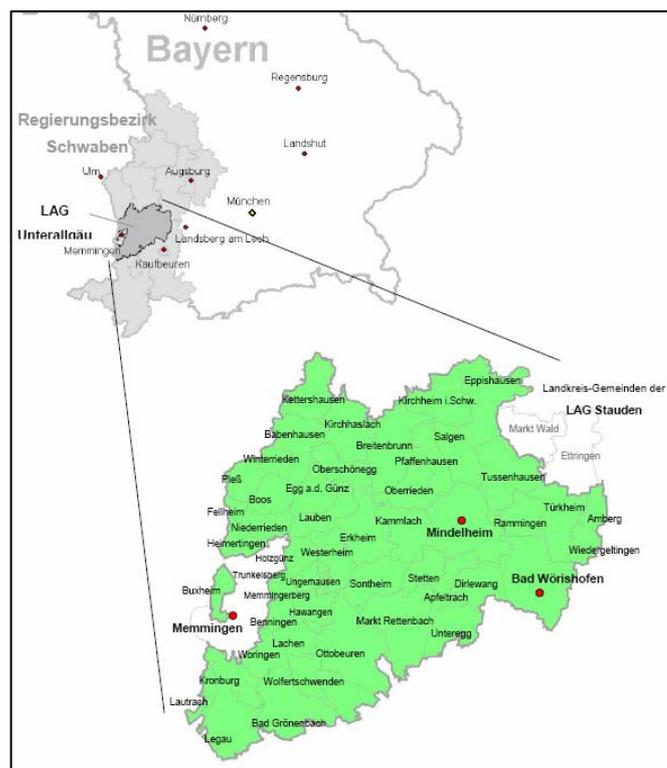 Nürnberg
Bayern
Regensburg
Regierungsbezirk
Schwaben
Landshut
Ulm
Augsburg
München
LAG
Unterallgäu
Landsberg am Lech
Memmingen
Kaufbeuren
Eppishausen
Landkreis-Gemeinden der
Kettershausen
Kirchheim i.Schw.
LAG Stauden
Kirchhaslach
Markt Wald
Babenhausen
Salgen
Breitenbrunn
Ettringen
Winterrieden
Pfaffenhausen
Oberschönegg
Pleß
Tussenhausen
Egg a.d. Günz
Oberrieden
Boos
Türkheim
Fellheim
Lauben
Kammlach
Rammingen
Amberg
Niederrieden
Mindelheim
Erkheim
Heimertingen
Westerheim
Wiedergeltingen
Holzgünz
Trunkelsberg
Ungerhausen
Sontheim
Stetten
Dirlewang
Bad Wörishofen
Buxheim
Memmingerberg
Apfeltrach
Hawangen
Memmingen
Benningen
Markt Rettenbach
Unteregg
Lachen
Woringen
Ottobeuren
Kronburg
Wolfertschwenden
Lautrach
Bad Grönenbach
Legau